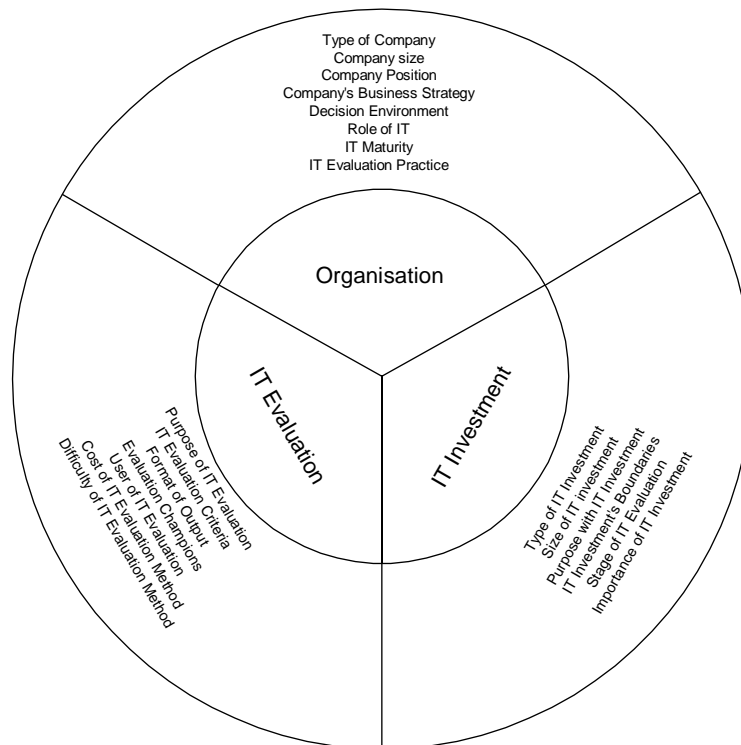 Type of Company
Company size
Company Position
Company's Business Strategy
Decision Environment
Role of IT
IT Maturity
IT Evaluation Practice
Organisation
IT Evaluation
IT Investment
Purpose of IT Evaluation
IT Evaluation Criteria
Format of Output
Evaluation Champions
User of IT Evaluation
Cost of IT Evaluation Method
Difficulty of IT Evaluation Method
Type of IT Investment
Size of IT investment
Purpose with IT Investment
IT Investment's Boundaries
Stage of IT Evaluation
Importance of IT Investment